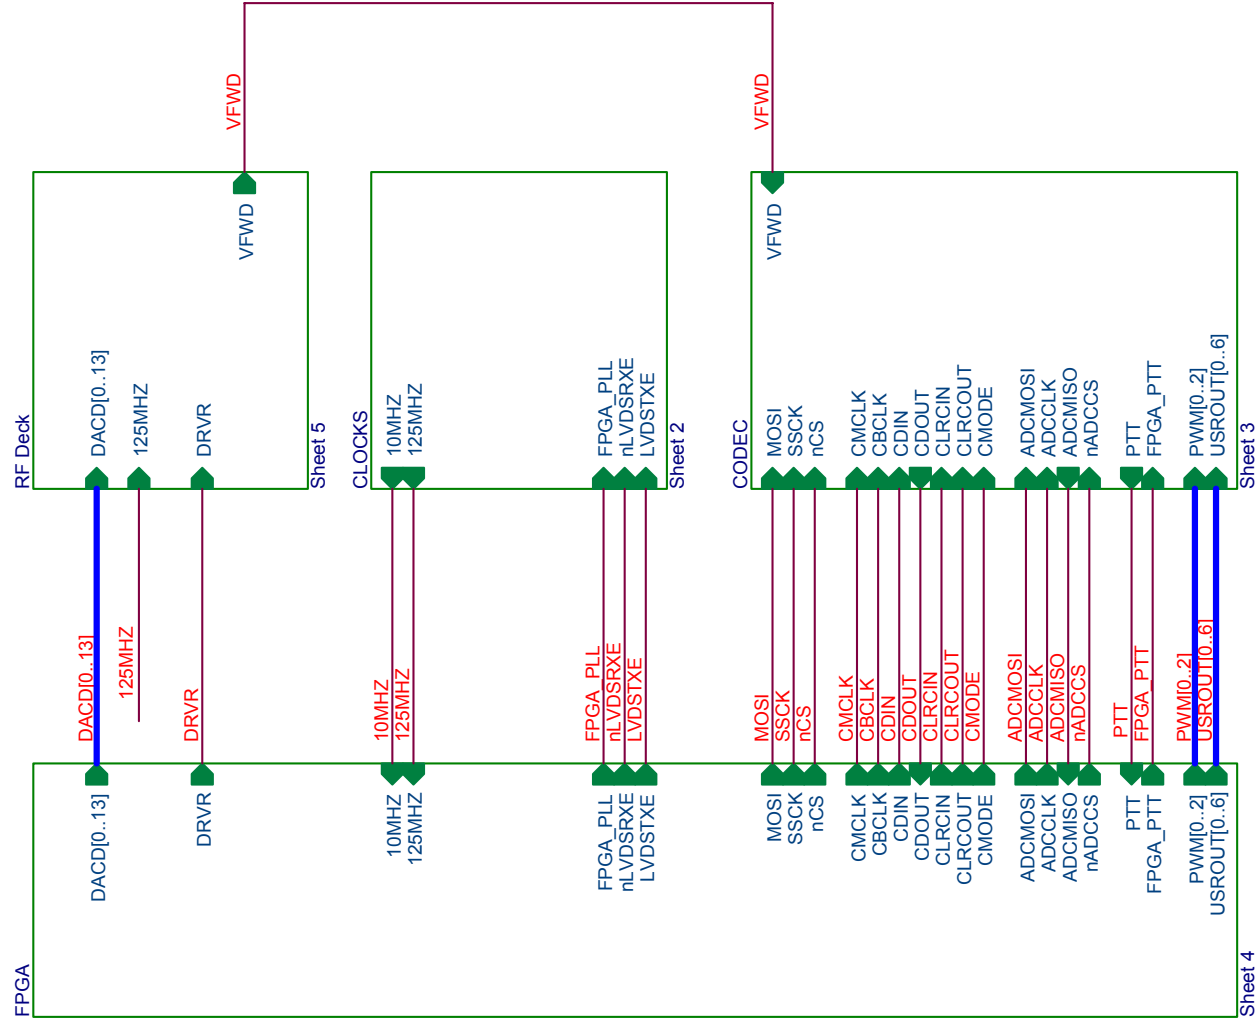 VFWD
VFWD
VFWD
VFWD
RF Deck
DACD[0..13]
125MHZ
DRVR
Sheet 5
CLOCKS
10MHZ
125MHZ
FPGA_PLL
nLVDSRXE
LVDSTXE
Sheet 2
CODEC
MOSI
SSCK
nCS
CMCLK
CBCLK
CDIN
CDOUT
CLRCIN
CLRCOUT
CMODE
ADCMOSI
ADCCLK
ADCMISO
nADCCS
PTT
FPGA_PTT
PWM[0..2]
USROUT[0..6]
Sheet 3
DACD[0..13]
125MHZ
DRVR
10MHZ
125MHZ
FPGA_PLL
nLVDSRXE
LVDSTXE
MOSI
SSCK
nCS
CMCLK
CBCLK
CDIN
CDOUT
CLRCIN
CLRCOUT
CMODE
ADCMOSI
ADCCLK
ADCMISO
nADCCS
PTT
FPGA_PTT
PWM[0..2]
USROUT[0..6]
FPGA
DACD[0..13]
DRVR
10MHZ
125MHZ
FPGA_PLL
nLVDSRXE
LVDSTXE
MOSI
SSCK
nCS
CMCLK
CBCLK
CDIN
CDOUT
CLRCIN
CLRCOUT
CMODE
ADCMOSI
ADCCLK
ADCMISO
nADCCS
PTT
FPGA_PTT
PWM[0..2]
USROUT[0..6]
Sheet 4